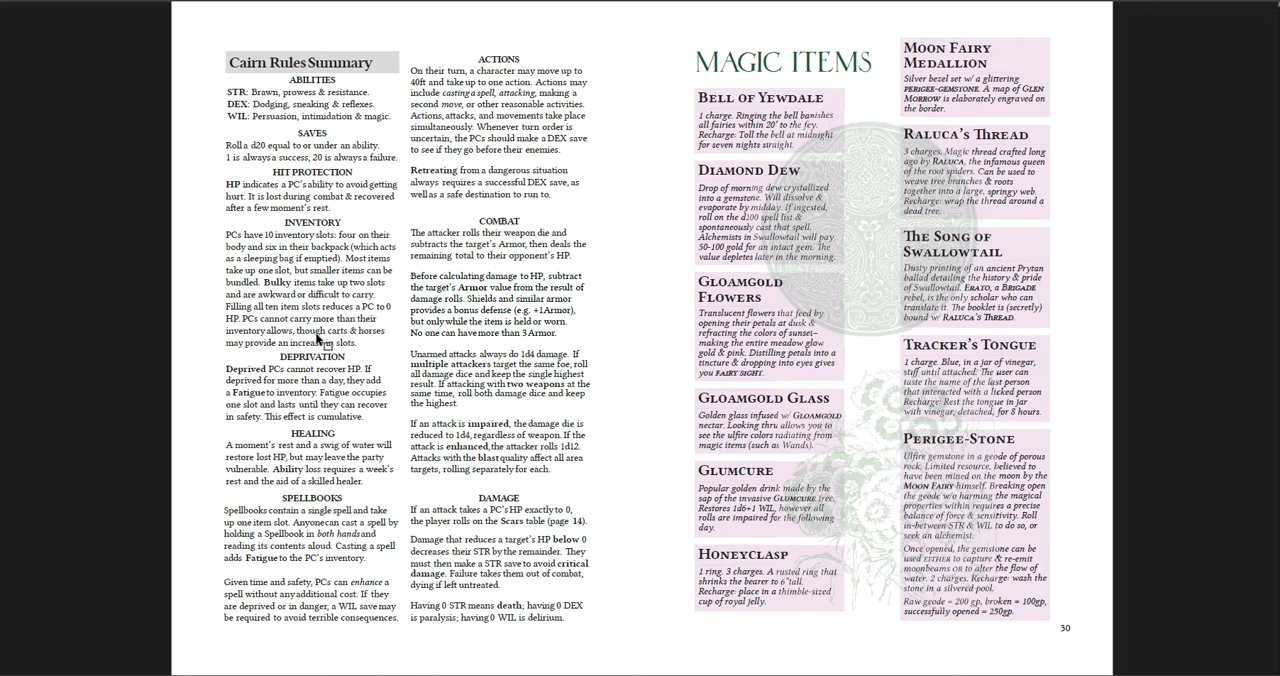 Cairn Rules Summary
ABILITIES
STR: Brawn, prowess & resistance.
DEX: Dodging, sneaking & reflexes.
WIL: Persuasion, intimidation & magic.
SAVES
Roll a d20 equal to or under an ability.
1 is always a success, 20 is always a failure.
HIT PROTECTION
HP indicates a PC's ability to avoid getting
hurt. It is lost during combat & recovered
after a few moment's rest.
INVENTORY
PCs have 10 inventory slots: four on their
body and six in their backpack (which acts
as a sleeping bag if emptied). Most items
take up one slot, but smaller items can be
bundled. Bulky items take up two slots
and are awkward or difficult to carry.
Filling all ten item slots reduces a PC to 0
HP. PCs cannot carry more than their
inventory allows, though carts & horses
may provide an increase in slots.
DEPRIVATION
Deprived PCs cannot recover HP. If
deprived for more than a day, they add
a Fatigue to inventory. Fatigue occupies
one slot and lasts until they can recover
in safety. This effect is cumulative.
HEALING
A moment's rest and a swig of water will
restore lost HP, but may leave the party
vulnerable. Ability loss requires a week's
rest and the aid of a skilled healer.
SPELLBOOKS
Spellbooks contain a single spell and take
up one item slot. Anyone can cast a spell by
holding a Spellbook in both hands and
reading its contents aloud. Casting a spell
adds Fatigue to the PC's inventory.
Given time and safety, PCs can enhance a
spell without any additional cost. If they
are deprived or in danger, a WIL save may
be required to avoid terrible consequences.
ACTIONS
On their turn, a character may move up to
40ft and take up to one action. Actions may
include casting a spell, attacking, making a
second move, or other reasonable activities.
Actions, attacks, and movements take place
simultaneously. Whenever turn order is
uncertain, the PCs should make a DEX save
to see if they go before their enemies.
Retreating from a dangerous situation
always requires a successful DEX save, as
well as a safe destination to run to.
COMBAT
The attacker rolls their weapon die and
subtracts the target's Armor, then deals the
remaining total to their opponent's HP.
Before calculating damage to HP, subtract
the target's Armor value from the result of
damage rolls. Shields and similar armor
provides a bonus defense (e.g. +1 Armor),
but only while the item is held or worn.
No one can have more than 3 Armor.
Unarmed attacks always do 1d4 damage. If
multiple attackers target the same foe, roll
all damage dice and keep the single highest
result. If attacking with two weapons at the
same time, roll both damage dice and keep
the highest.
If an attack is impaired, the damage die is
reduced to 1d4, regardless of weapon. If the
attack is enhanced, the attacker rolls 1d12.
Attacks with the blast quality affect all area
targets, rolling separately for each.
DAMAGE
If an attack takes a PC's HP exactly to 0,
the player rolls on the Scars table (page 14).
Damage that reduces a target's HP below 0
decreases their STR by the remainder. They
must then make a STR save to avoid critical
damage. Failure takes them out of combat,
dying if left untreated.
Having 0 STR means death; having 0 DEX
is paralysis; having 0 WIL is delirium.
MAGIC ITEMS
BELL OF YEWDALE
1 charge. Ringing the bell banishes
all fairies within 20' to the fey.
Recharge: Toll the bell at midnight
for seven nights straight.
DIAMOND DEW
Drop of morning dew crystallized
into a gemstone. Will dissolve &
evaporate by midday. If ingested,
roll on the d100 spell list &
spontaneously cast that spell.
Alchemists in Swallowtail will pay
50-100 gold for an intact gem. The
value depletes later in the morning.
GLOAMGOLD
FLOWERS
Translucent flowers that feed by
opening their petals at dusk &
refracting the colors of sunset–
making the entire meadow glow
gold & pink. Distilling petals into a
tincture & dropping into eyes gives
you FAIRY SIGHT.
GLOAMGOLD GLASS
Golden glass infused w/ GLOAMGOLD
nectar. Looking thru allows you to
see the ulfire colors radiating from
magic items (such as Wands).
GLUMCURE
Popular golden drink made by the
sap of the invasive GLUMCURE tree.
Restores 1d6+1 WIL, however all
rolls are impaired for the following
day.
HONEYCLASP
1 ring, 3 charges. A rusted ring that
shrinks the bearer to 6"tall.
Recharge: place in a thimble-sized
cup of royal jelly.
MOON FAIRY
MEDALLION
Silver bezel set w/ a glittering
PERIGEE-GEMSTONE. A map of GLEN
MORROW is elaborately engraved on
the border.
RALUCA'S THREAD
3 charges. Magic thread crafted long
ago by RALUCA, the infamous queen
of the root spiders. Can be used to
weave tree branches & roots
together into a large, springy web.
Recharge: wrap the thread around a
dead tree.
THE SONG OF
SWALLOWTAIL
Dusty printing of an ancient Prytan
ballad detailing the history & pride
of Swallowtail. ERATO, a BRIGADE
rebel, is the only scholar who can
translate it. The booklet is (secretly)
bound w/ RALUCA'S THREAD.
TRACKER'S TONGUE
1 charge. Blue, in a jar of vinegar,
stiff until attached. The user can
taste the name of the last person
that interacted with a licked person
Recharge: Rest the tongue in jar
with vinegar, detached, for 8 hours.
PERIGEE-STONE
Ulfire gemstone in a geode of porous
rock. Limited resource, believed to
have been mined on the moon by the
MOON FAIRY himself. Breaking open
the geode w/o harming the magical
properties within requires a precise
balance of force & sensitivity. Roll
in-between STR & WIL to do so, or
seek an alchemist.
Once opened, the gemstone can be
used EITHER to capture & re-emit
moonbeams OR to alter the flow of
water. 2 charges. Recharge: wash the
stone in a silvered pool.
Raw geode = 200 gp, broken = 100gp,
successfully opened = 250gp.
30